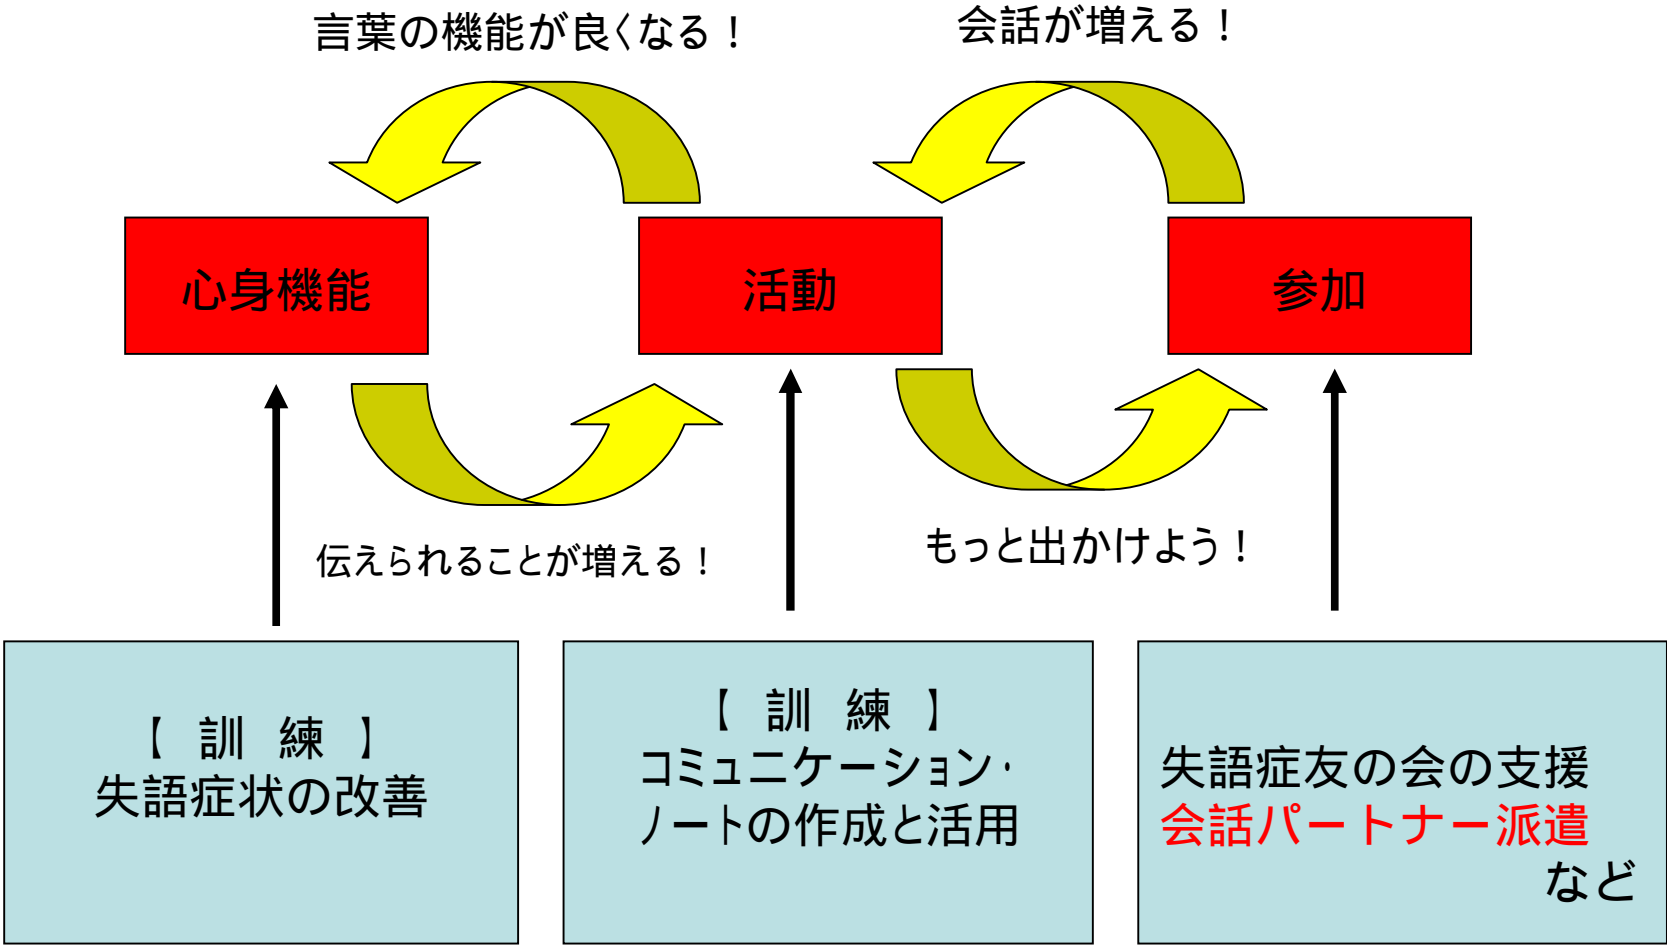 言葉の機能が良くなる！
会話が増える！
心身機能
活動
参加
伝えられることが増える！
もっと出かけよう！
【 訓 練 】
失語症状の改善
【 訓 練 】
コミュニケーション・
ノートの作成と活用
失語症友の会の支援
会話パートナー派遣
など